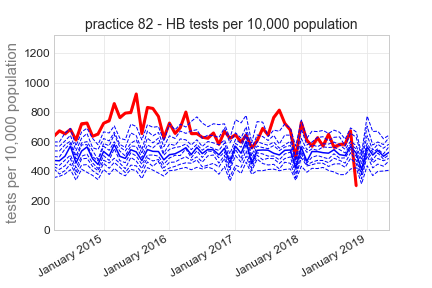 practice 82 - HB tests per 10,000 population
tests per 10,000 population
1200
1000
800
600
400
200
0
January 2015
January 2016
January 2017
January 2018
January 2019